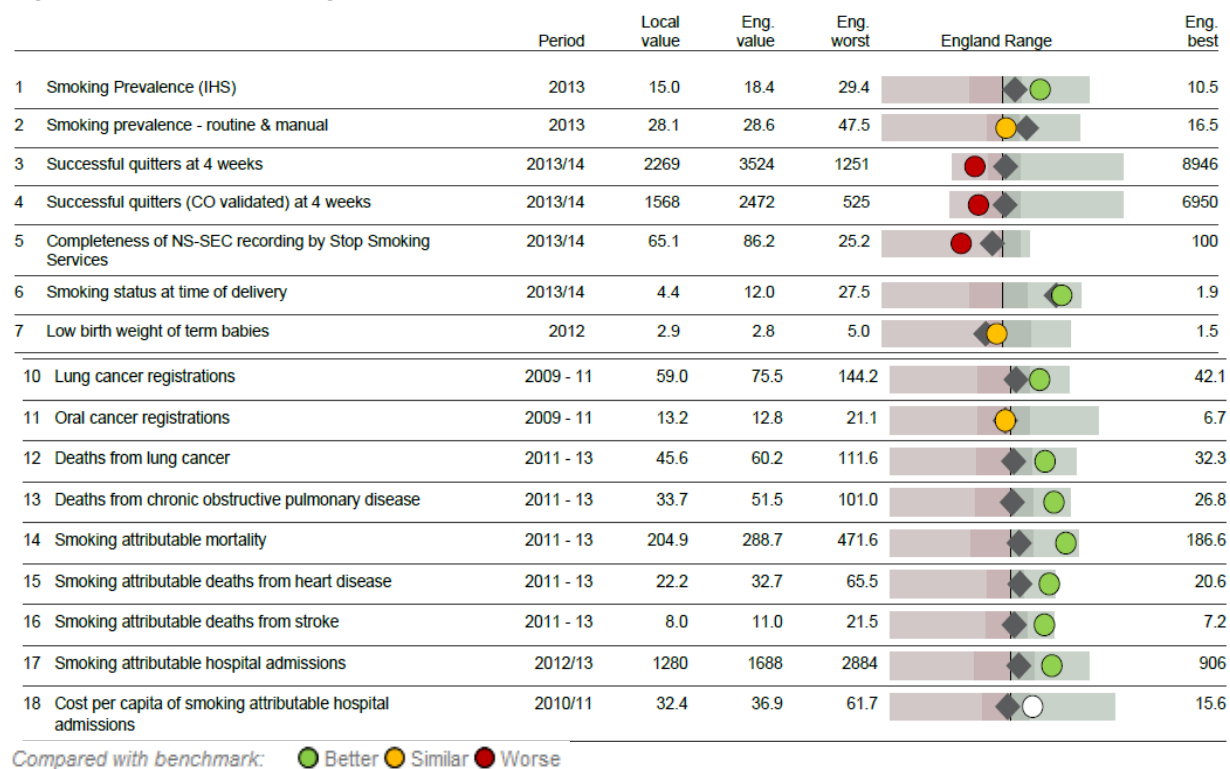 Period Local value Eng. value Eng. worst England Range Eng. best
1 Smoking Prevalence (IHS) 2013 15.0 18.4 29.4 10.5
2 Smoking prevalence - routine & manual 2013 28.1 28.6 47.5 16.5
3 Successful quitters at 4 weeks 2013/14 2269 3524 1251 8946
4 Successful quitters (CO validated) at 4 weeks 2013/14 1568 2472 525 6950
5 Completeness of NS-SEC recording by Stop Smoking 2013/14 65.1 86.2 25.2 100
Services
6 Smoking status at time of delivery 2013/14 4.4 12.0 27.5 1.9
7 Low birth weight of term babies 2012 2.9 2.8 5.0 1.5
10 Lung cancer registrations 2009 - 11 59.0 75.5 144.2 42.1
11 Oral cancer registrations 2009 - 11 13.2 12.8 21.1 6.7
12 Deaths from lung cancer 2011 - 13 45.6 60.2 111.6 32.3
13 Deaths from chronic obstructive pulmonary disease 2011 - 13 33.7 51.5 101.0 26.8
14 Smoking attributable mortality 2011 - 13 204.9 288.7 471.6 186.6
15 Smoking attributable deaths from heart disease 2011 - 13 22.2 32.7 65.5 20.6
16 Smoking attributable deaths from stroke 2011 - 13 8.0 11.0 21.5 7.2
17 Smoking attributable hospital admissions 2012/13 1280 1688 2884 906
18 Cost per capita of smoking attributable hospital 2010/11 32.4 36.9 61.7 15.6
admissions
Compared with benchmark: Better Similar Worse